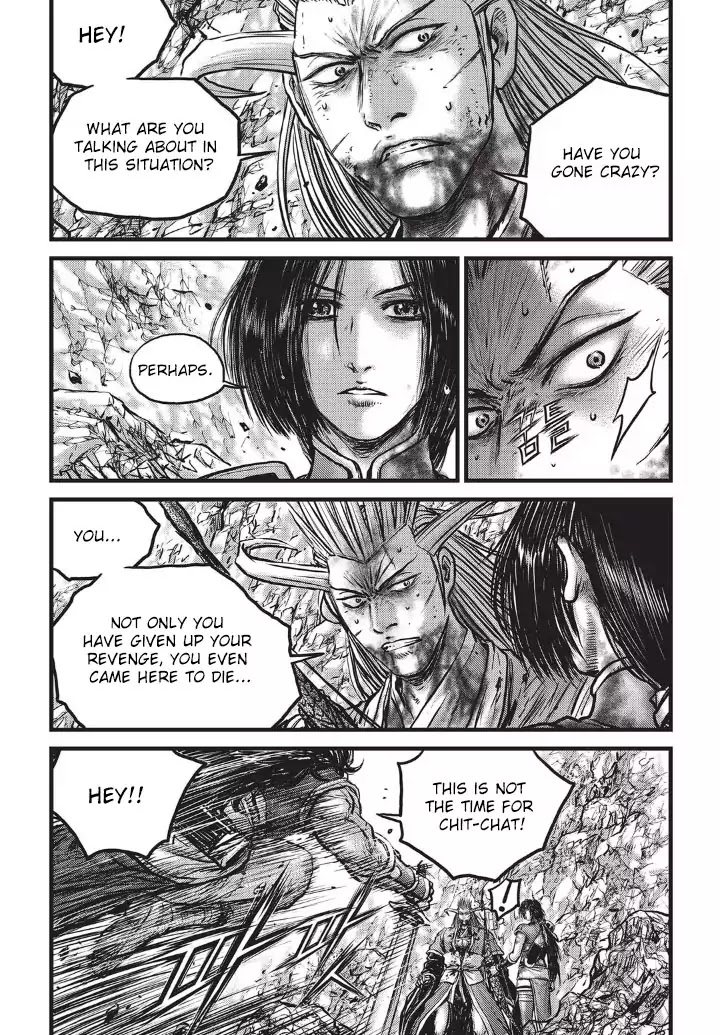 HEY!
WHAT ARE YOU
TALKING ABOUT IN
THIS SITUATION?
HAVE YOU
GONE CRAZY?
PERHAPS.
꿈틀
YOU...
NOT ONLY YOU
HAVE GIVEN UP YOUR
REVENGE, YOU EVEN
CAME HERE TO DIE...
HEY!!
THIS IS NOT
THE TIME FOR
CHIT-CHAT!
!!